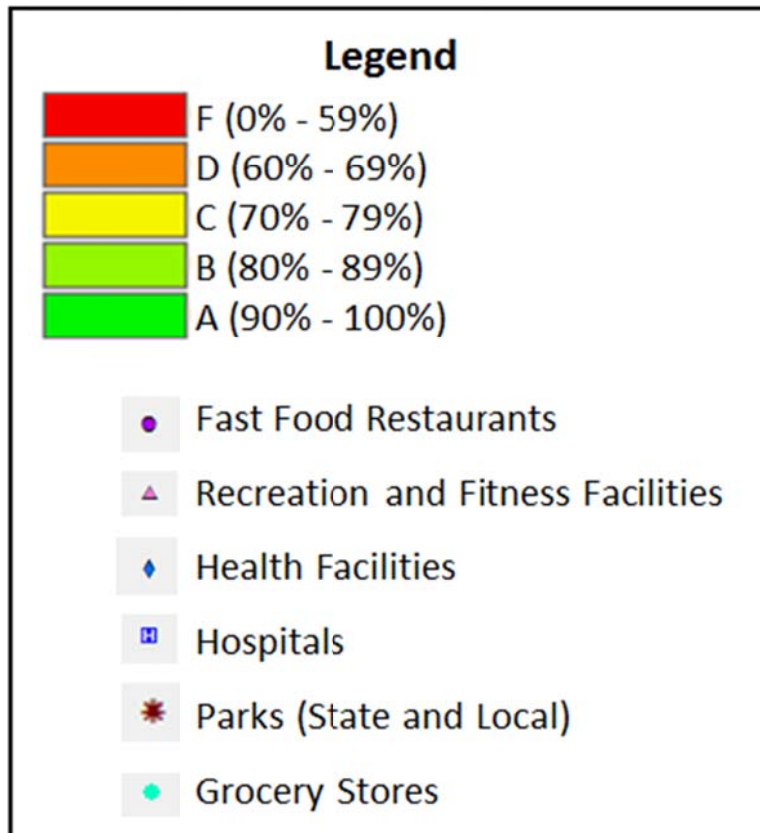 Legend
F (0% - 59%)
D (60% - 69%)
C (70% - 79%)
B (80% - 89%)
A (90% - 100%)
Fast Food Restaurants
Recreation and Fitness Facilities
Health Facilities
H Hospitals
Parks (State and Local)
Grocery Stores